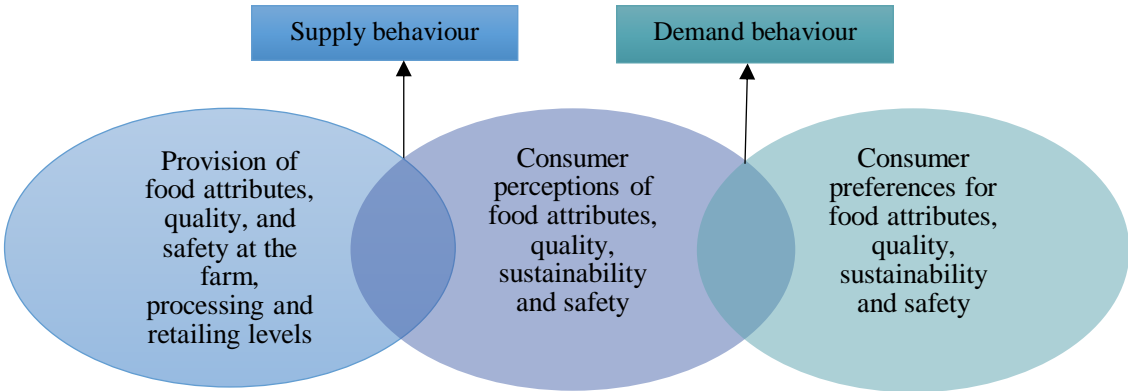 Supply behaviour
Demand behaviour
Provision of
food attributes,
quality, and
safety at the
farm,
processing and
retailing levels
Consumer
perceptions of
food attributes,
quality,
sustainability
and safety
Consumer
preferences for
food attributes,
quality,
sustainability
and safety